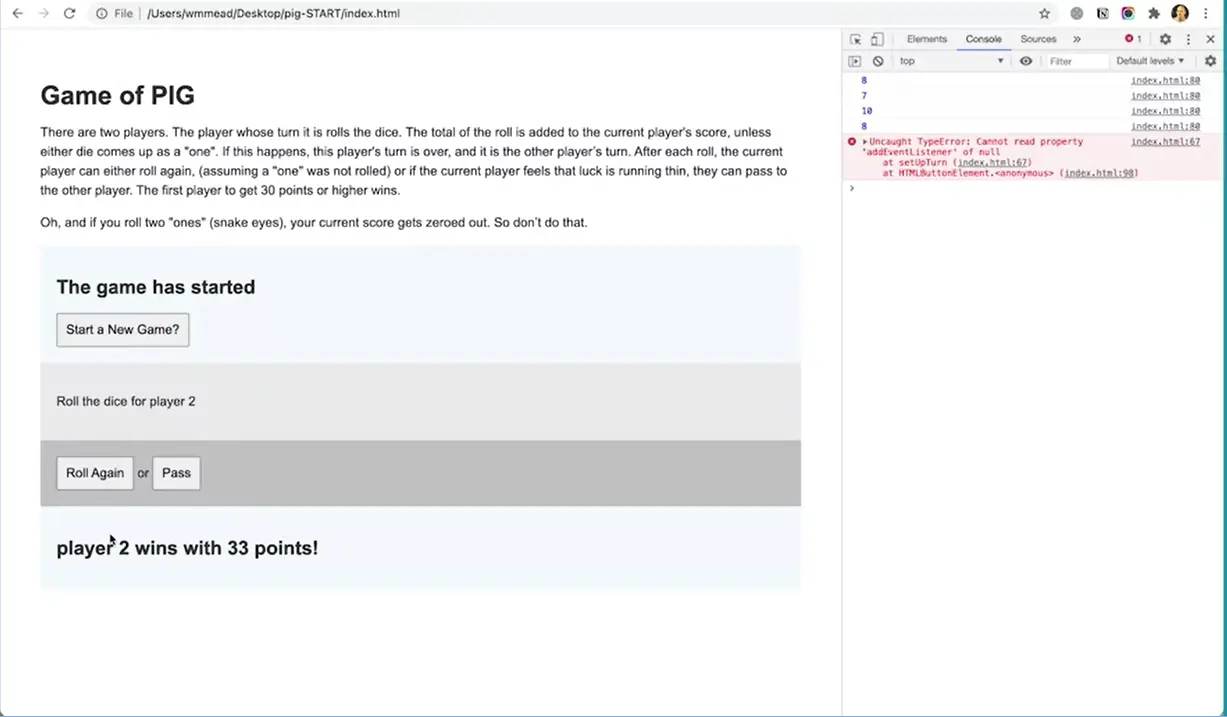 File /Users/wmmead/Desktop/pig-START/index.html
Elements Console Sources » 1
top Filter Default levels
Game of PIG
There are two players. The player whose turn it is rolls the dice. The total of the roll is added to the current player's score, unless
either die comes up as a "one". If this happens, this player's turn is over, and it is the other player's turn. After each roll, the current
player can either roll again, (assuming a "one" was not rolled) or if the current player feels that luck is running thin, they can pass to
the other player. The first player to get 30 points or higher wins.
Oh, and if you roll two "ones" (snake eyes), your current score gets zeroed out. So don't do that.
The game has started
Start a New Game?
Roll the dice for player 2
Roll Again or Pass
player 2 wins with 33 points!
8 index.html:80
7 index.html:80
10 index.html:80
8 index.html:80
Uncaught TypeError: Cannot read property index.html:67
'addEventListener' of null
at setUpTurn (index.html:67)
at HTMLButtonElement.<anonymous> (index.html:98)